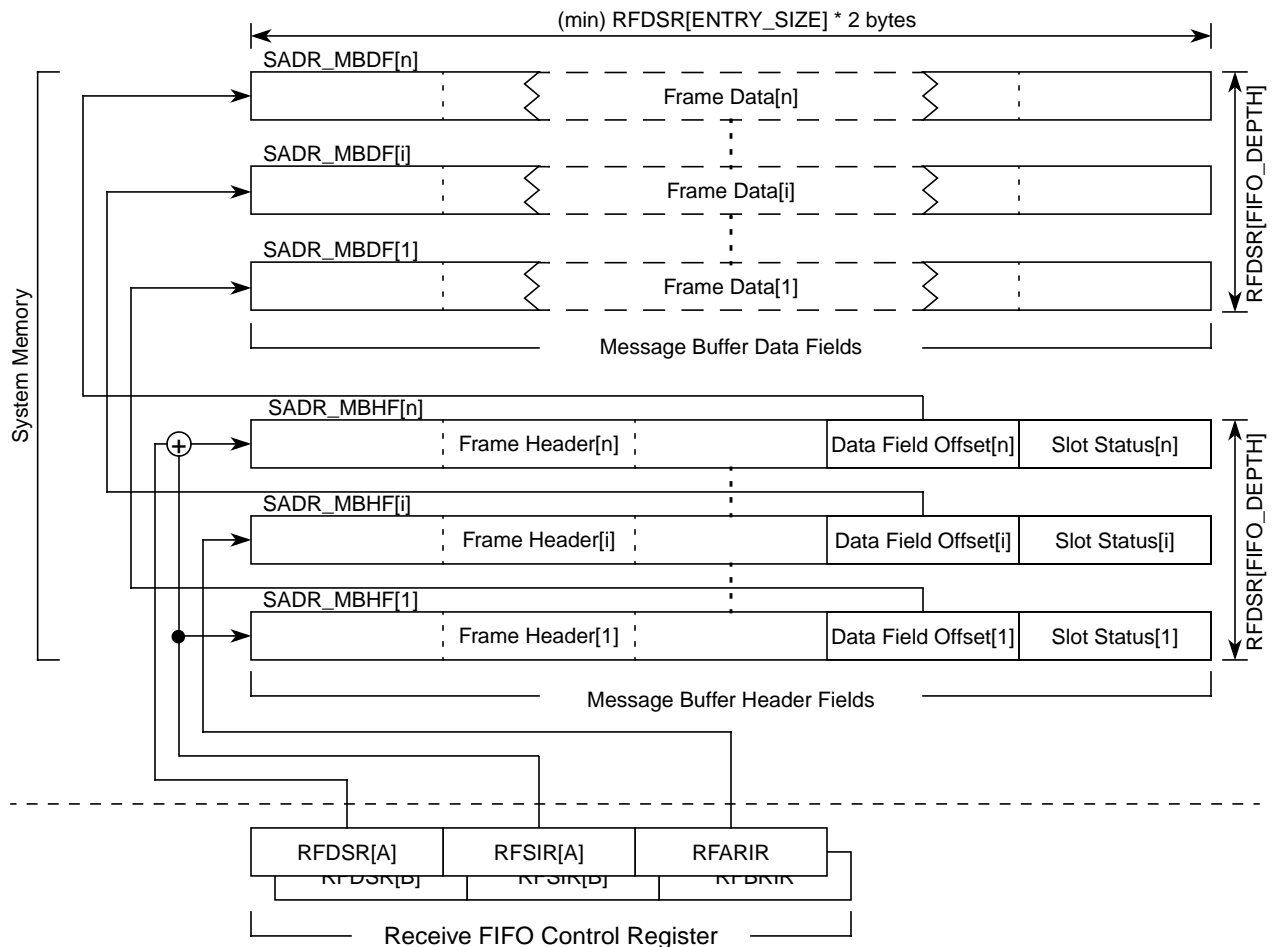 (min) RFDSR[ENTRY_SIZE] * 2 bytes
SADR_MBDF[n]
Frame Data[n]
SADR_MBDF[i]
Frame Data[i]
SADR_MBDF[1]
Frame Data[1]
RFDSR[FIFO_DEPTH]
Message Buffer Data Fields
System Memory
SADR_MBHF[n]
+
Frame Header[n]
Data Field Offset[n]
Slot Status[n]
SADR_MBHF[i]
Frame Header[i]
Data Field Offset[i]
Slot Status[i]
SADR_MBHF[1]
Frame Header[1]
Data Field Offset[1]
Slot Status[1]
RFDSR[FIFO_DEPTH]
Message Buffer Header Fields
RFDSR[A]
RFSIR[A]
RFARIR
RFDSR[B]
RFSIR[B]
RFBRIR
Receive FIFO Control Register